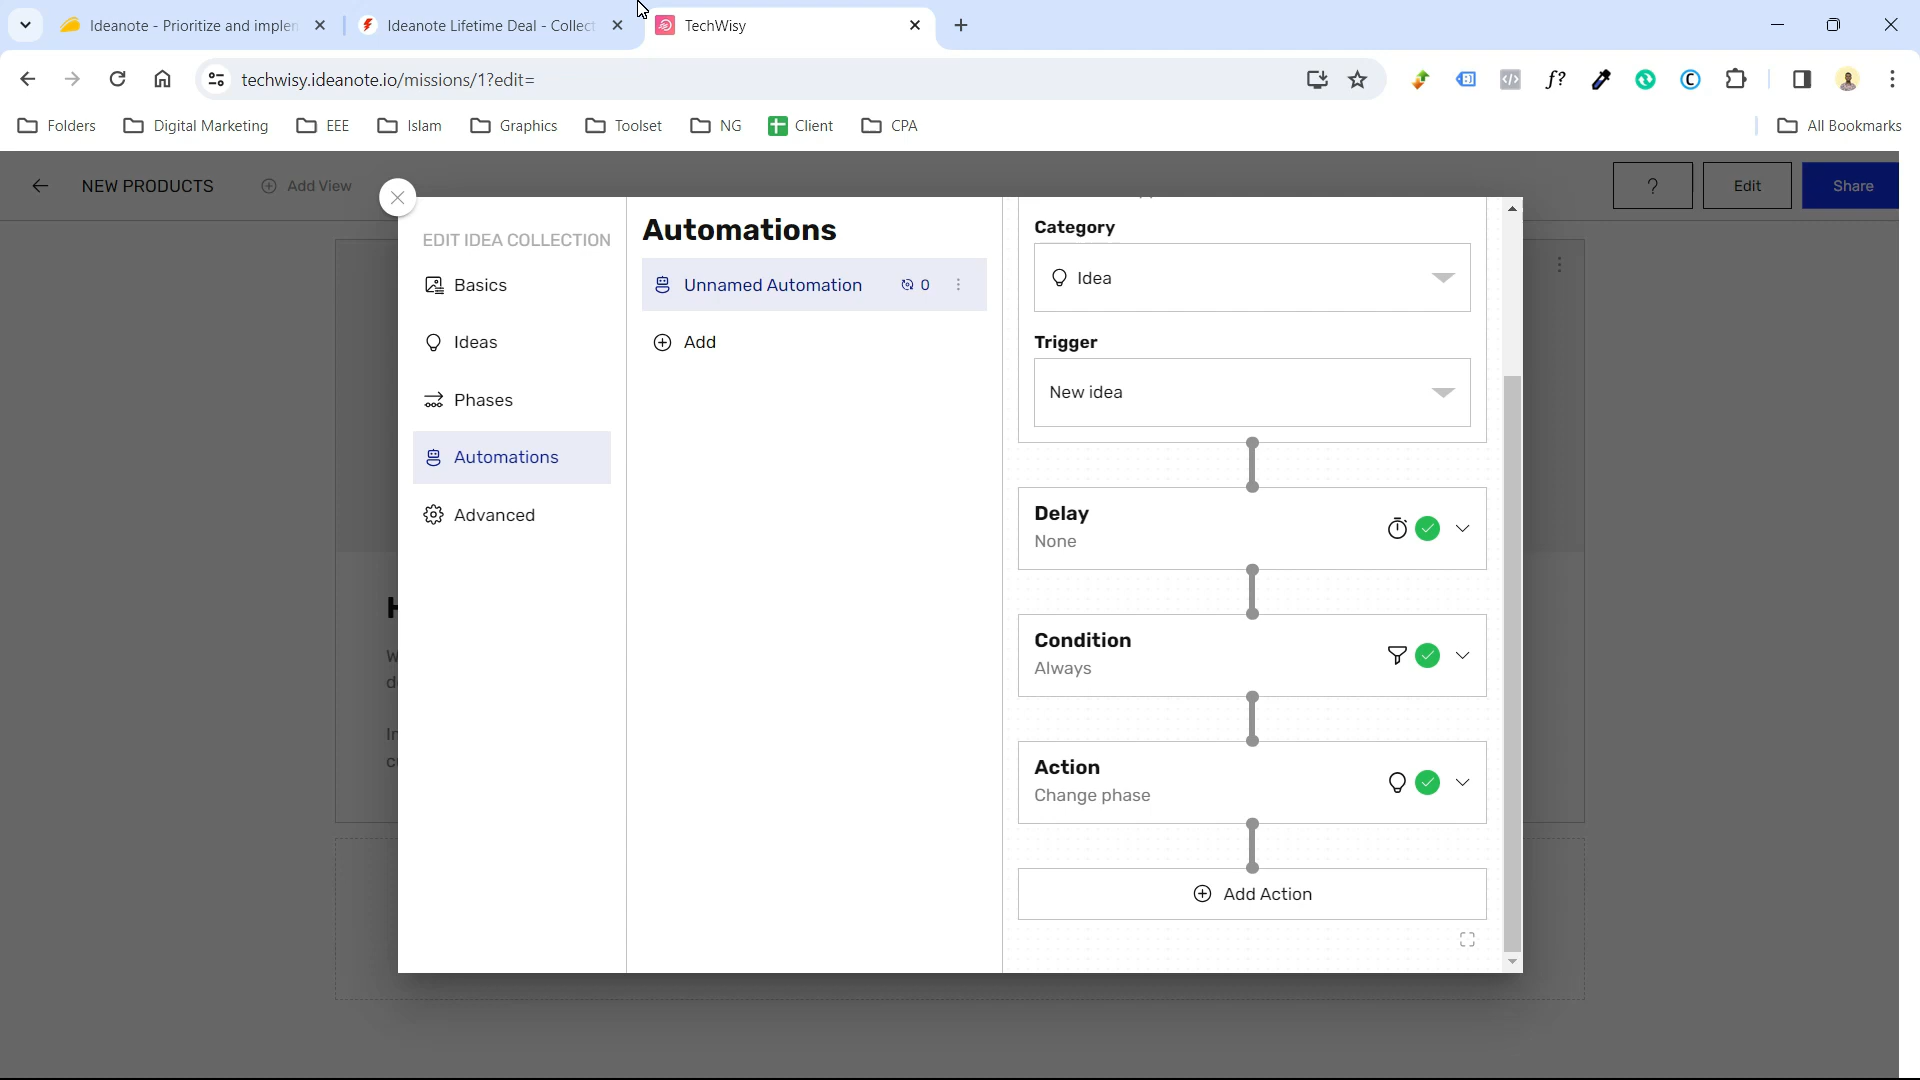 Ideanote - Prioritize and implen
Ideanote Lifetime Deal - Collect
TechWisy
techwisy.ideanote.io/missions/1?edit=
Folders
Digital Marketing
EEE
Islam
Graphics
Toolset
NG
Client
CPA
All Bookmarks
NEW PRODUCTS
Add View
?
Edit
Share
EDIT IDEA COLLECTION
Basics
Ideas
Phases
Automations
Advanced
Automations
Unnamed Automation
0
Add
Category
Idea
Trigger
New idea
Delay
None
Condition
Always
Action
Change phase
Add Action